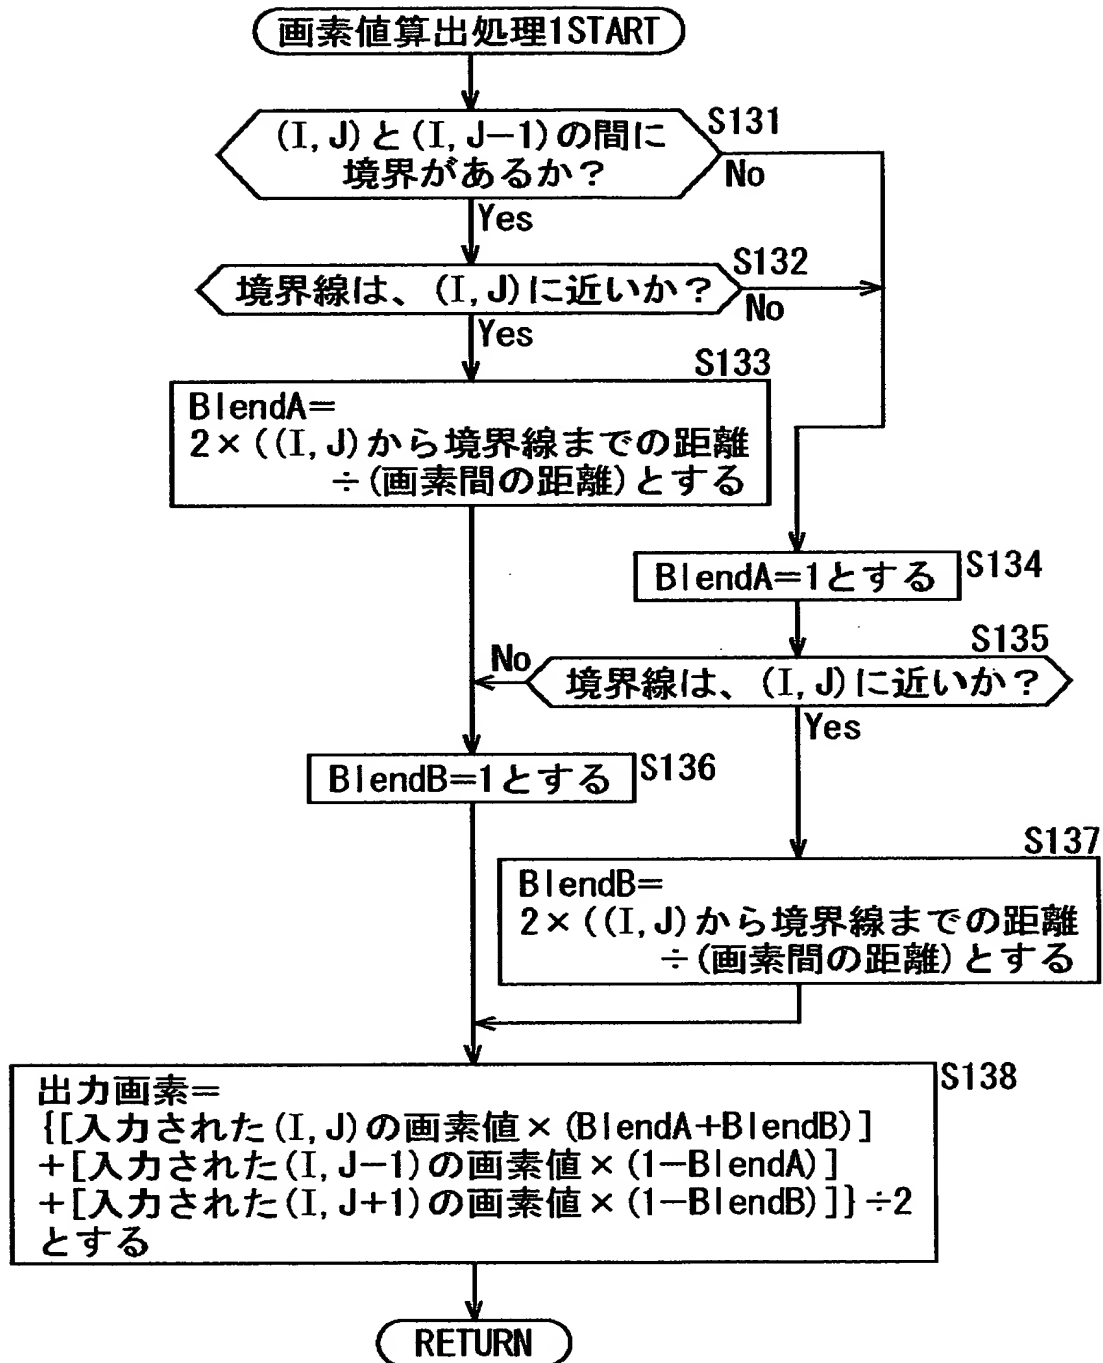 画素値算出処理1START
(I, J)と(I, J−1)の間に
境界があるか？
S131
No
Yes
境界線は、(I, J)に近いか？
S132
No
Yes
S133
BlendA=
2×((I, J)から境界線までの距離
÷(画素間の距離)とする
BlendA=1とする
S134
S135
No
境界線は、(I, J)に近いか？
Yes
BlendB=1とする
S136
S137
BlendB=
2×((I, J)から境界線までの距離
÷(画素間の距離)とする
S138
出力画素=
{[入力された(I, J)の画素値×(BlendA+BlendB)]
+[入力された(I, J−1)の画素値×(1−BlendA)]
+[入力された(I, J+1)の画素値×(1−BlendB)]}÷2
とする
RETURN